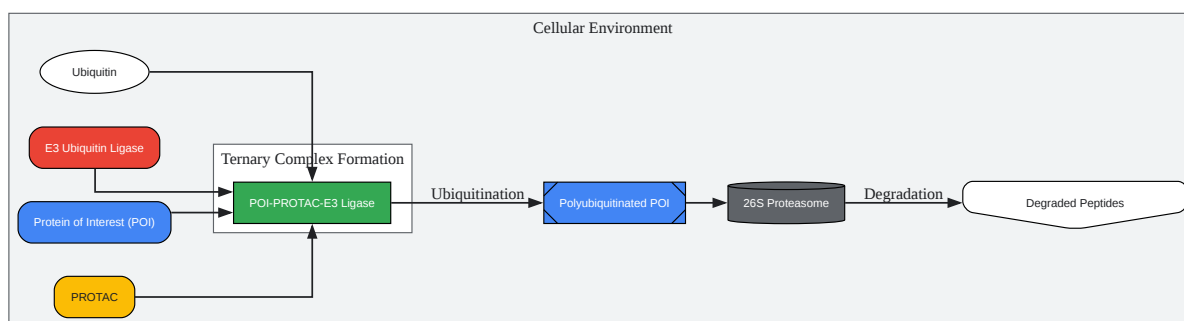 Cellular Environment
Ubiquitin
E3 Ubiquitin Ligase
Ternary Complex Formation
POI-PROTAC-E3 Ligase
Protein of Interest (POI)
PROTAC
Ubiquitination
Polyubiquitinated POI
26S Proteasome
Degradation
Degraded Peptides